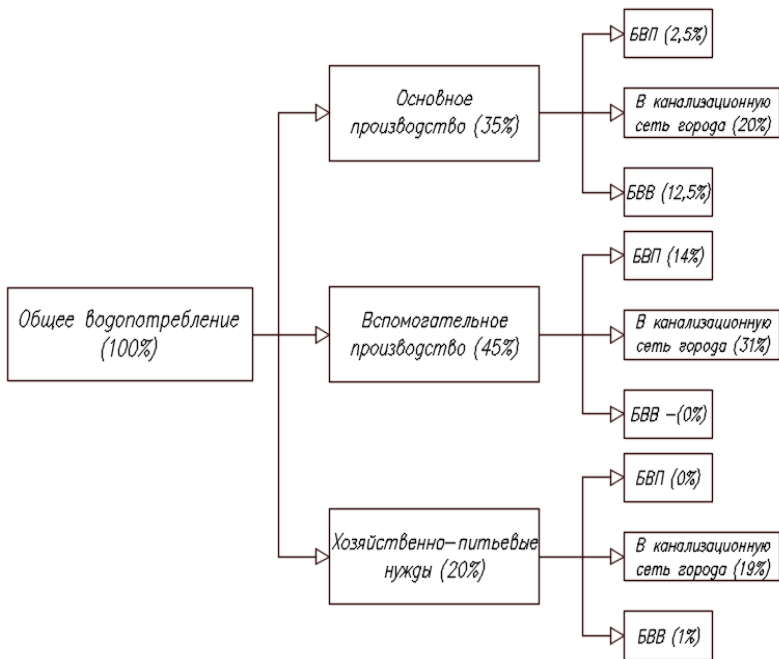 Общее водопотребление
(100%)
Основное
производство (35%)
БВП (2,5%)
В канализационную
сеть города (20%)
БВВ (12,5%)
Вспомогательное
производство (45%)
БВП (14%)
В канализационную
сеть города (31%)
БВВ -(0%)
Хозяйственно-питьевые
нужды (20%)
БВП (0%)
В канализационную
сеть города (19%)
БВВ (1%)